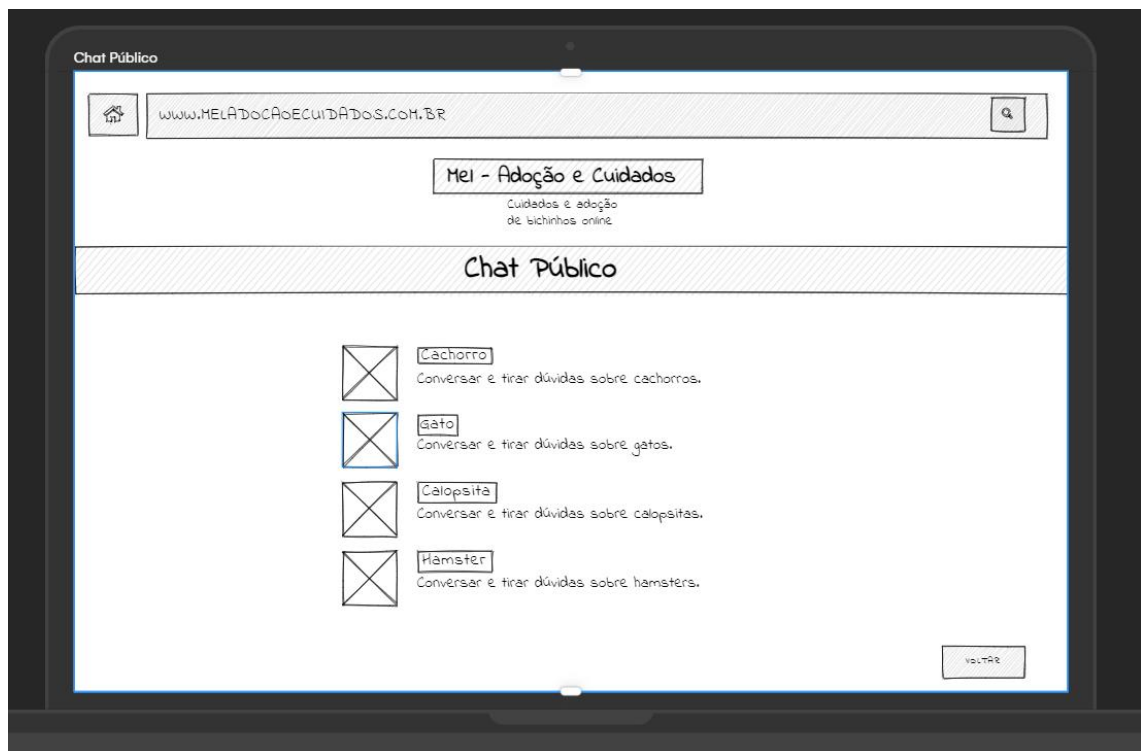 Chat Público
WWW.MELADOCAOECUIDADOS.COM.BR
Mel - Adoção e Cuidados
Cuidados e adoção
de bichinhos online
Chat Público
Cachorro
Conversar e tirar dúvidas sobre cachorros.
Gato
Conversar e tirar dúvidas sobre gatos.
Calopsita
Conversar e tirar dúvidas sobre calopsitas.
Hamster
Conversar e tirar dúvidas sobre hamsters.
VOLTAR